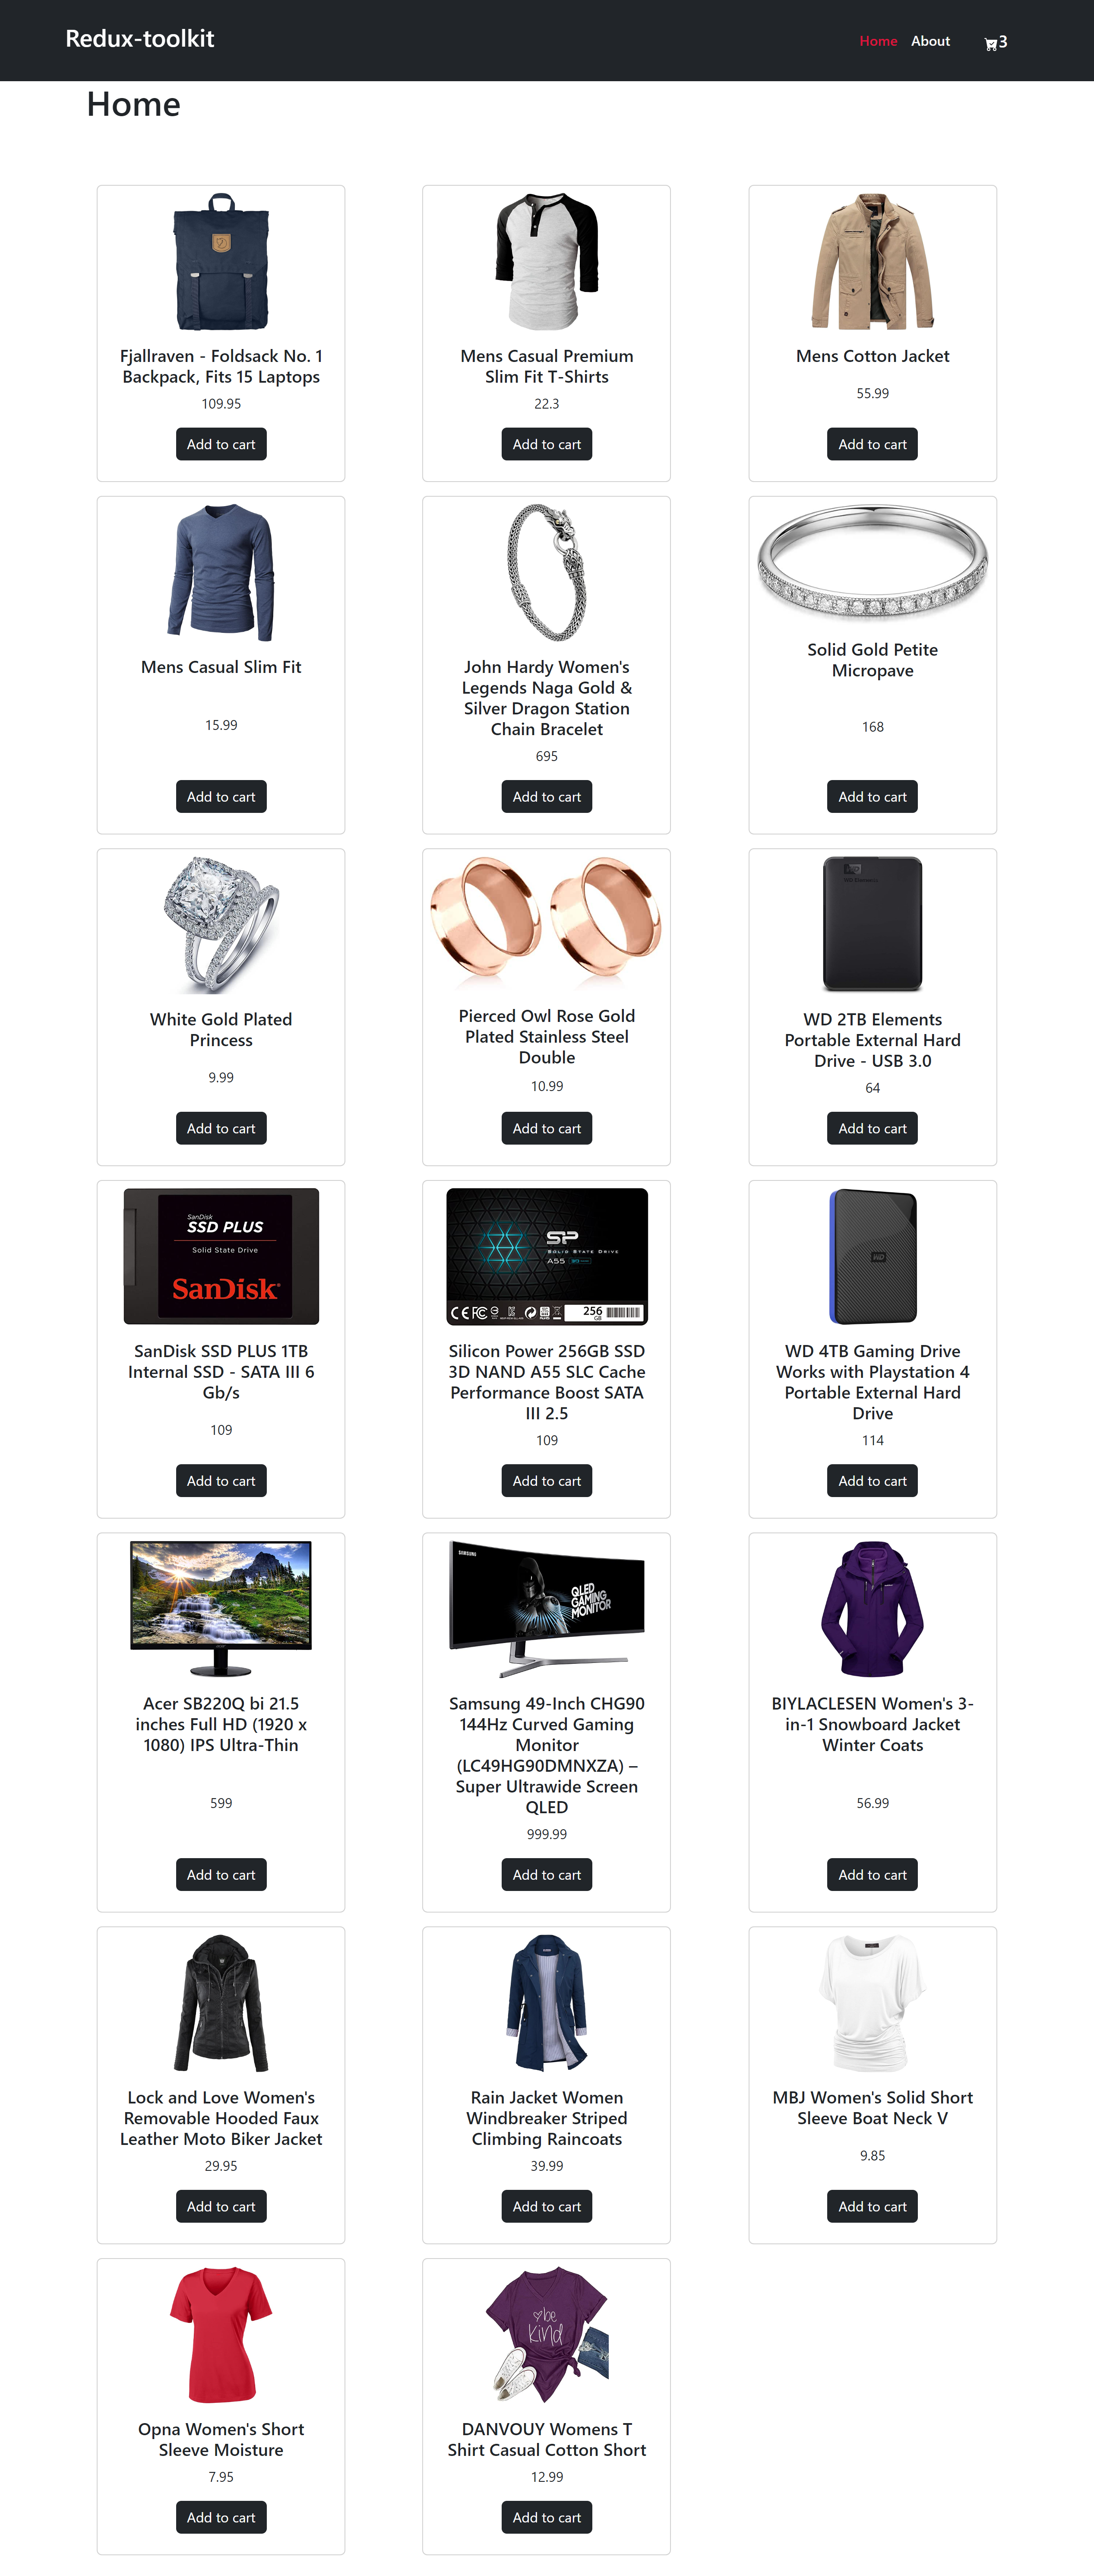 Redux-toolkit
Home About 3
Home
Fjallraven - Foldsack No. 1
Backpack, Fits 15 Laptops
109.95
Add to cart
Mens Casual Premium
Slim Fit T-Shirts
22.3
Add to cart
Mens Cotton Jacket
55.99
Add to cart
Mens Casual Slim Fit
15.99
Add to cart
John Hardy Women's
Legends Naga Gold &
Silver Dragon Station
Chain Bracelet
695
Add to cart
Solid Gold Petite
Micropave
168
Add to cart
White Gold Plated
Princess
9.99
Add to cart
Pierced Owl Rose Gold
Plated Stainless Steel
Double
10.99
Add to cart
WD
WD 2TB Elements
Portable External Hard
Drive - USB 3.0
64
Add to cart
SanDisk
SSD PLUS
Solid State Drive
SanDisk
SanDisk SSD PLUS 1TB
Internal SSD - SATA III 6
Gb/s
109
Add to cart
SP
SOLID STATE DRIVE
A55
256
GB
Silicon Power 256GB SSD
3D NAND A55 SLC Cache
Performance Boost SATA
III 2.5
109
Add to cart
WD
WD 4TB Gaming Drive
Works with Playstation 4
Portable External Hard
Drive
114
Add to cart
Acer SB220Q bi 21.5
inches Full HD (1920 x
1080) IPS Ultra-Thin
599
Add to cart
SAMSUNG
QLED
GAMING
MONITOR
Samsung 49-Inch CHG90
144Hz Curved Gaming
Monitor
(LC49HG90DMNXZA) –
Super Ultrawide Screen
QLED
999.99
Add to cart
BIYLACLESEN Women's 3-
in-1 Snowboard Jacket
Winter Coats
56.99
Add to cart
Lock and Love Women's
Removable Hooded Faux
Leather Moto Biker Jacket
29.95
Add to cart
Rain Jacket Women
Windbreaker Striped
Climbing Raincoats
39.99
Add to cart
MBJ Women's Solid Short
Sleeve Boat Neck V
9.85
Add to cart
Opna Women's Short
Sleeve Moisture
7.95
Add to cart
be
kind
DANVOUY Womens T
Shirt Casual Cotton Short
12.99
Add to cart